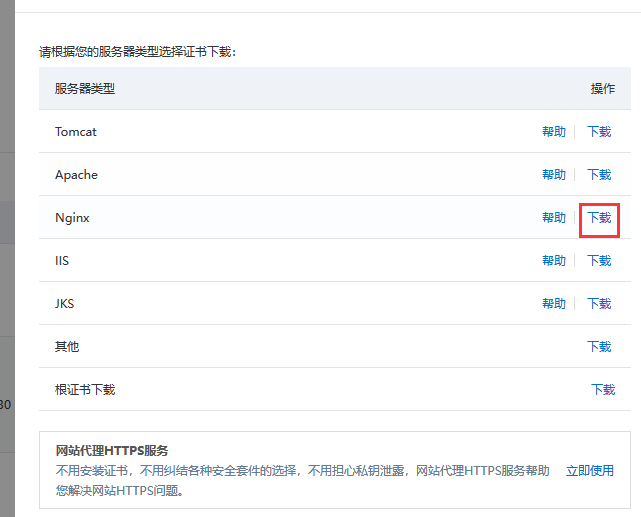 请根据您的服务器类型选择证书下载:
服务器类型 操作
Tomcat 帮助 下载
Apache 帮助 下载
Nginx 帮助 下载
IIS 帮助 下载
JKS 帮助 下载
其他 下载
根证书下载 下载
30
网站代理HTTPS服务
不用安装证书，不用纠结各种安全套件的选择，不用担心私钥泄露，网站代理HTTPS服务帮助 立即使用
您解决网站HTTPS问题。